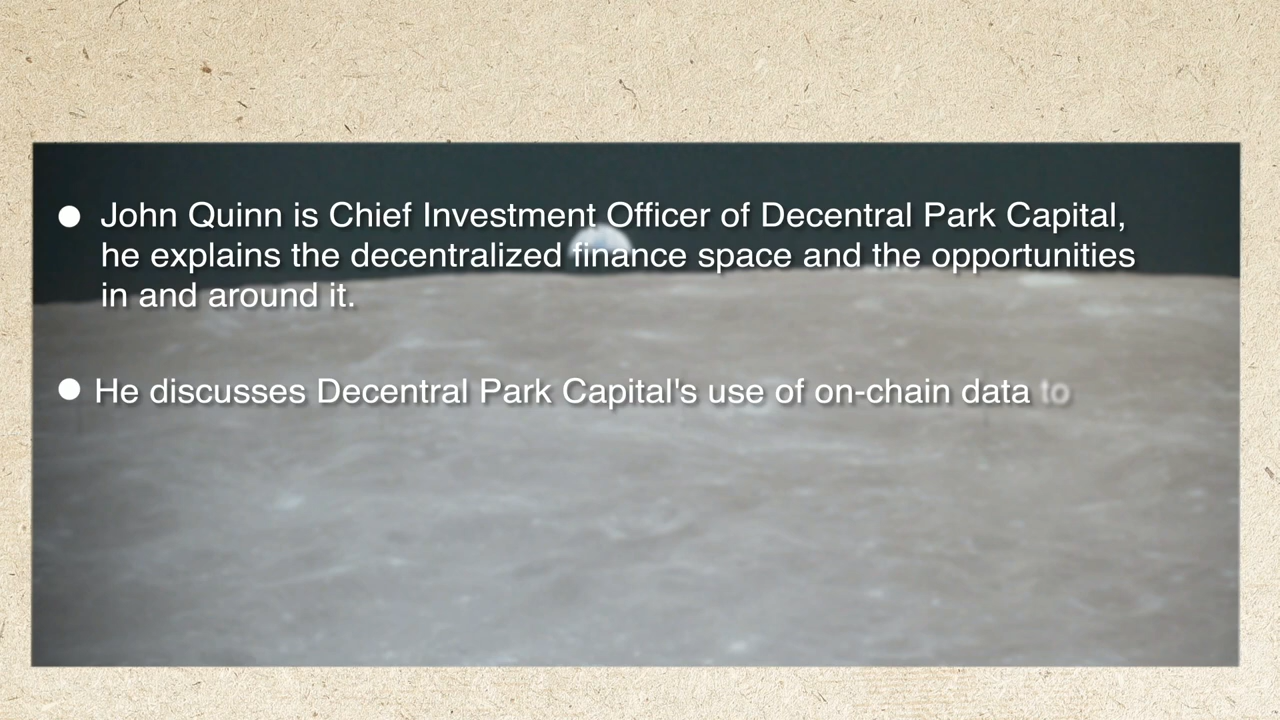 ● John Quinn is Chief Investment Officer of Decentral Park Capital,
he explains the decentralized finance space and the opportunities
in and around it.
● He discusses Decentral Park Capital's use of on-chain data to